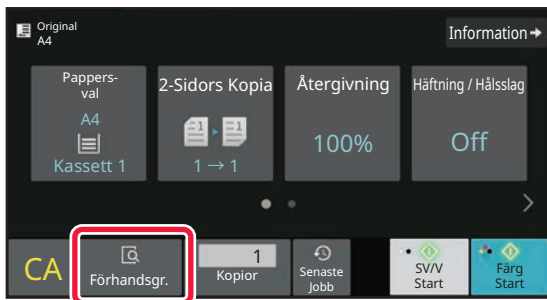 Original
A4
Information
Pappers-
val
A4
Kassett 1
2-Sidors Kopia
1 → 1
Återgivning
100%
Häftning / Hålsslag
Off
CA
Förhandsgr.
1
Kopior
Senaste
Jobb
SV/V
Start
Färg
Start